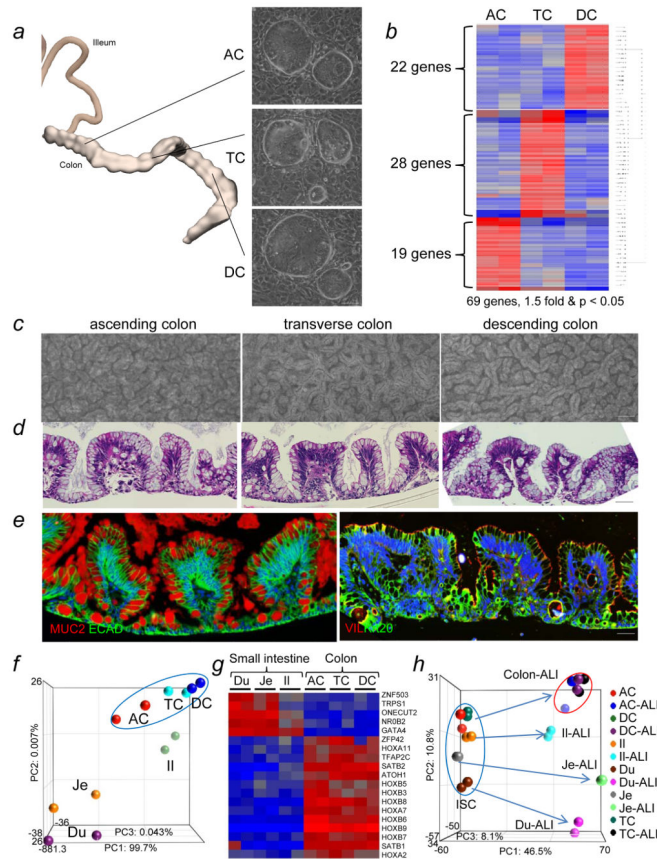 a
Illeum
Colon
AC
TC
DC
b
AC TC DC
22 genes
28 genes
19 genes
69 genes, 1.5 fold & p < 0.05
c
ascending colon
transverse colon
descending colon
d
e
MUC2 ECAD
VIL
f
26
TC DC
AC
Il
Je
Du
PC2: 0.007%
-36
-38
26
-881.3
PC3: 0.043%
PC1: 99.7%
g
Small intestine Colon
Du Je Il AC TC DC
ZNF503
TRPS1
ONECUT2
NR0B2
GATA4
ZFP42
HOXA11
TFAP2C
SATB2
ATOH1
HOXB5
HOXB3
HOXB8
HOXA7
HOXB6
HOXB9
HOXB7
SATB1
HOXA2
h
31
Colon-ALI
Il-ALI
Je-ALI
Du-ALI
ISC
PC2: 10.8%
-50
-57
34
-60
PC3: 8.1%
PC1: 46.5%
70
AC
AC-ALI
DC
DC-ALI
Il
Il-ALI
Du
Du-ALI
Je
Je-ALI
TC
TC-ALI